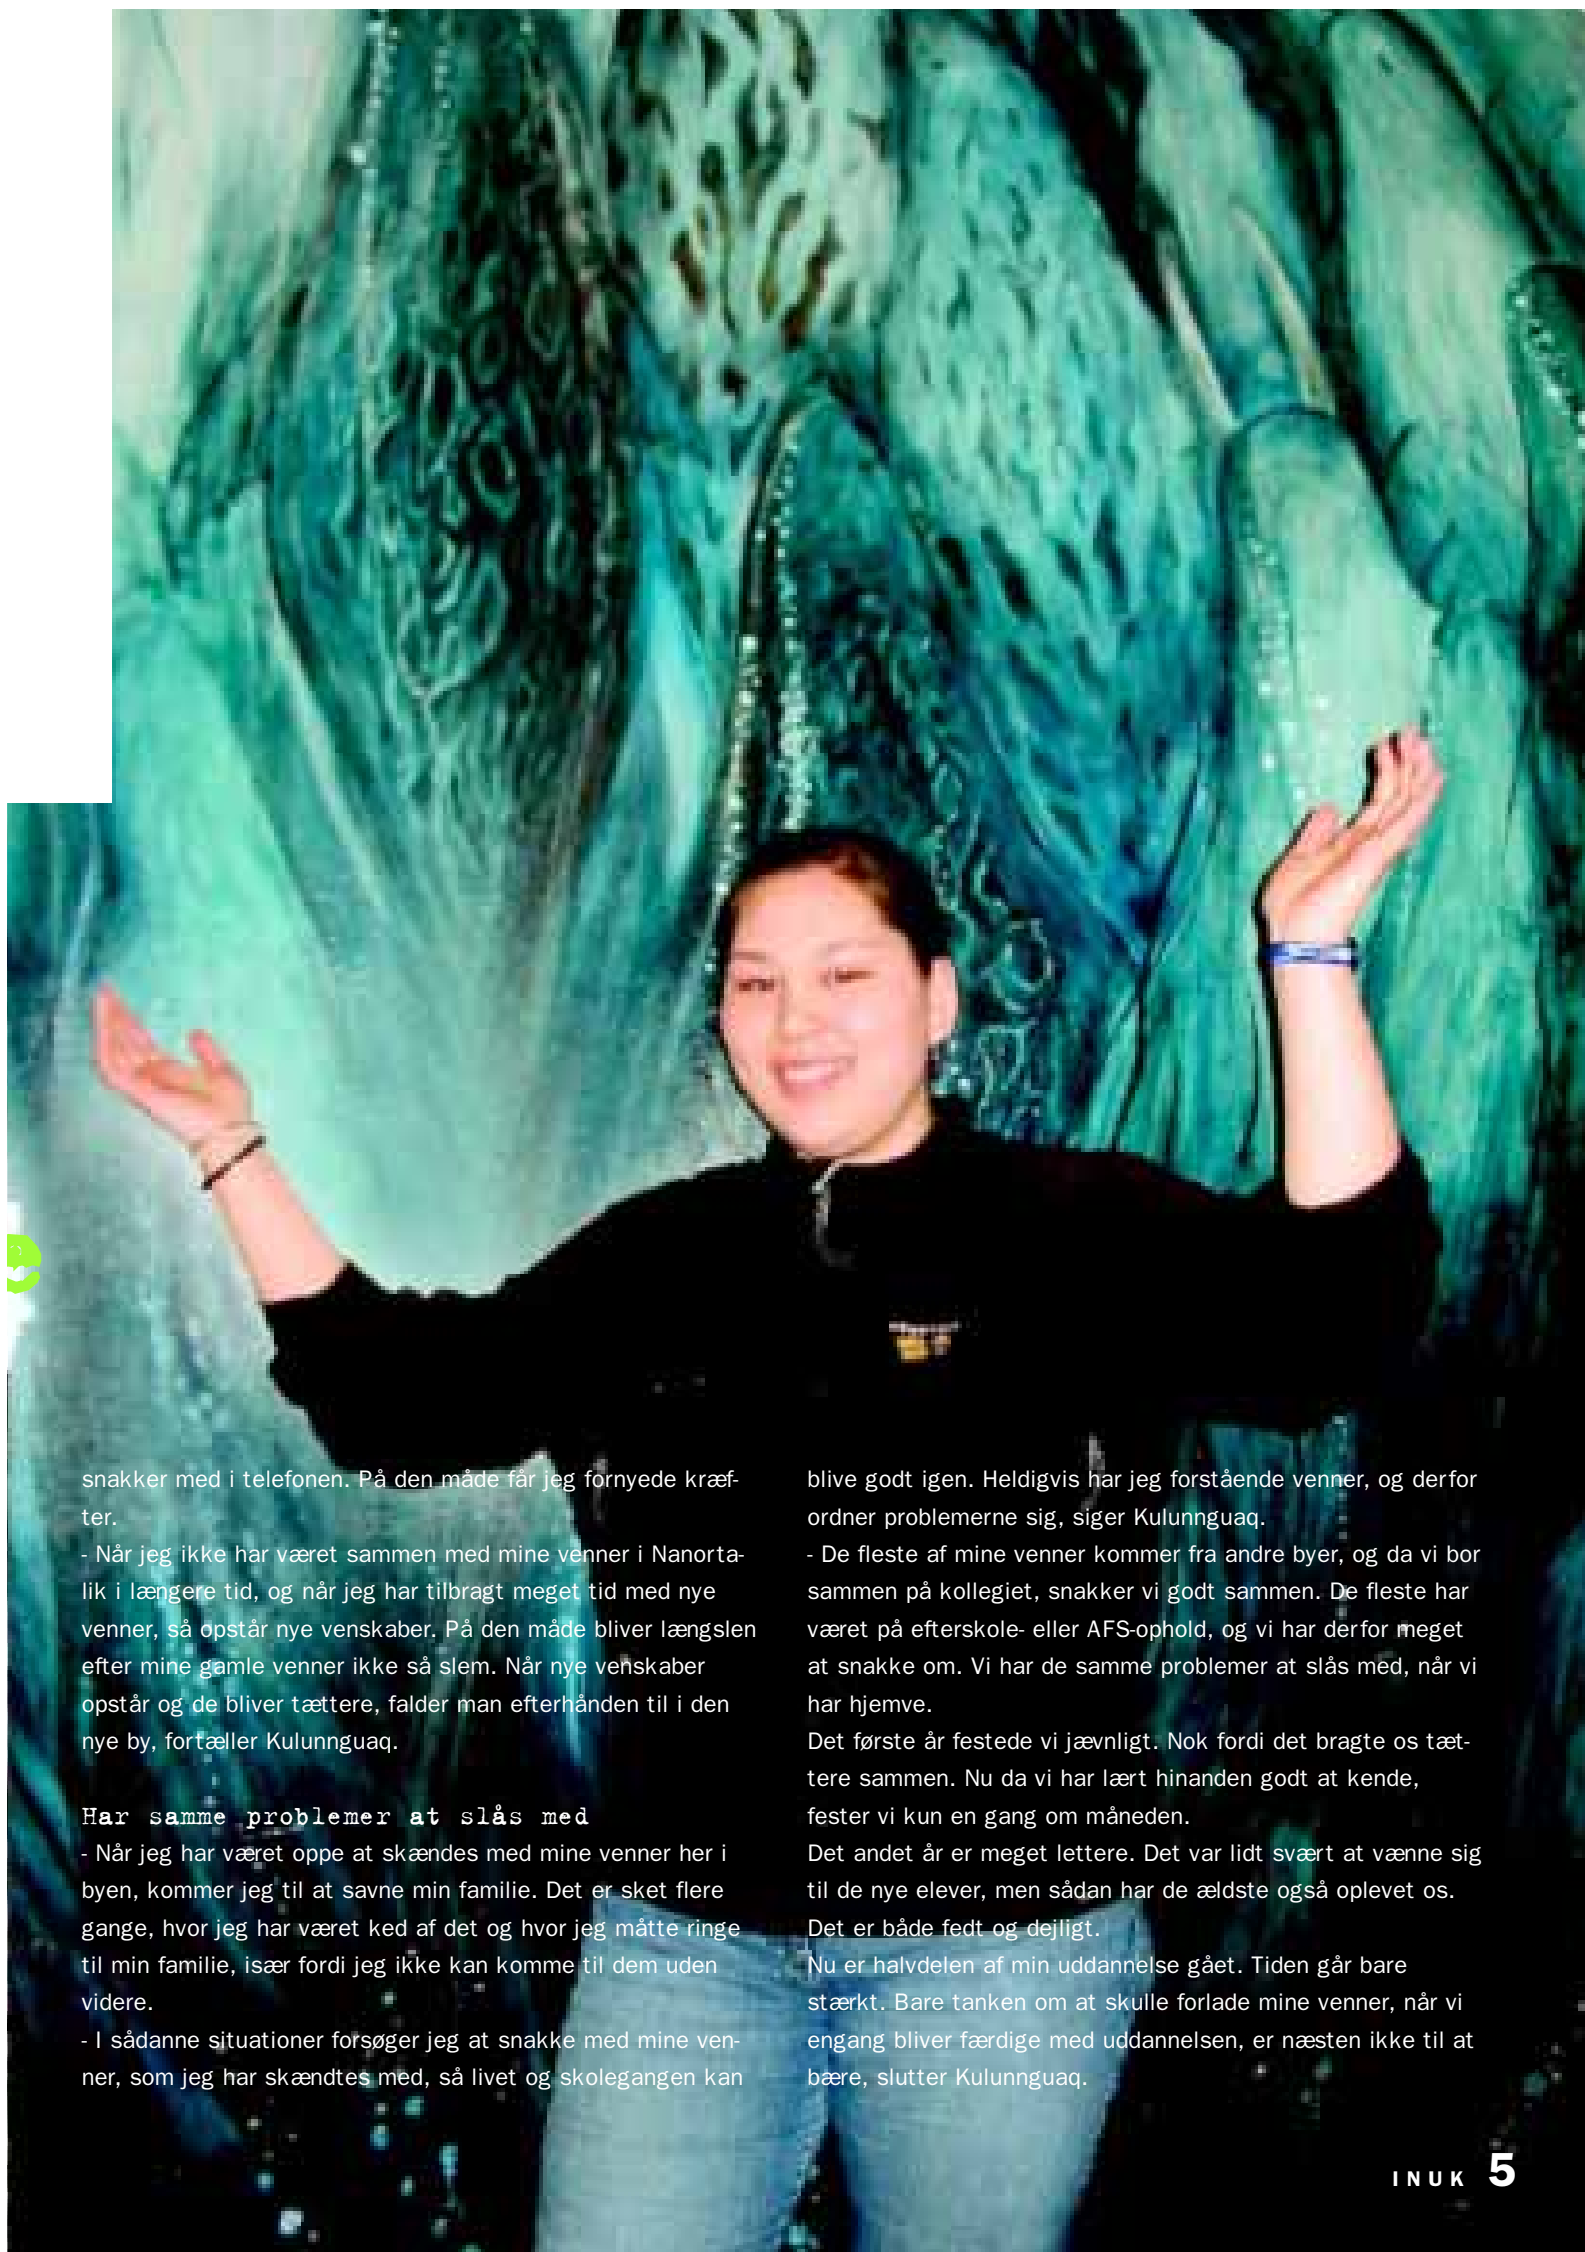 snakker med i telefonen. På den måde får jeg fornyede kræf-
ter.
- Når jeg ikke har været sammen med mine venner i Nanorta-
lik i længere tid, og når jeg har tilbragt meget tid med nye
venner, så opstår nye venskaber. På den måde bliver længslen
efter mine gamle venner ikke så slem. Når nye venskaber
opstår og de bliver tættere, falder man efterhånden til i den
nye by, fortæller Kulunnguaq.
Har samme problemer at slås med
- Når jeg har været oppe at skændes med mine venner her i
byen, kommer jeg til at savne min familie. Det er sket flere
gange, hvor jeg har været ked af det og hvor jeg måtte ringe
til min familie, især fordi jeg ikke kan komme til dem uden
videre.
- I sådanne situationer forsøger jeg at snakke med mine ven-
ner, som jeg har skændtes med, så livet og skolegangen kan
blive godt igen. Heldigvis har jeg forstående venner, og derfor
ordner problemerne sig, siger Kulunnguaq.
- De fleste af mine venner kommer fra andre byer, og da vi bor
sammen på kollegiet, snakker vi godt sammen. De fleste har
været på efterskole- eller AFS-ophold, og vi har derfor meget
at snakke om. Vi har de samme problemer at slås med, når vi
har hjemve.
Det første år festede vi jævnligt. Nok fordi det bragte os tæt-
tere sammen. Nu da vi har lært hinanden godt at kende,
fester vi kun en gang om måneden.
Det andet år er meget lettere. Det var lidt svært at vænne sig
til de nye elever, men sådan har de ældste også oplevet os.
Det er både fedt og dejligt.
Nu er halvdelen af min uddannelse gået. Tiden går bare
stærkt. Bare tanken om at skulle forlade mine venner, når vi
engang bliver færdige med uddannelsen, er næsten ikke til at
bære, slutter Kulunnguaq.
INUK 5